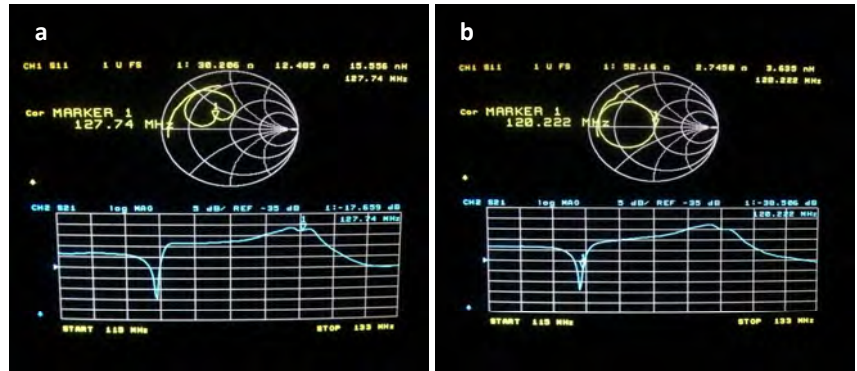 a
CH1 S11 1 U FS 1: 30.206 Ω 12.485 Ω 15.556 nH
127.74 MHz
Cor MARKER 1
127.74 MHz
CH2 S21 log MAG 5 dB/ REF -35 dB 1:-17.659 dB
127.74 MHz
START 115 MHz STOP 133 MHz
b
CH1 S11 1 U FS 1: 52.16 Ω 2.7450 Ω 3.635 nH
120.222 MHz
Cor MARKER 1
120.222 MHz
CH2 S21 log MAG 5 dB/ REF -35 dB 1:-38.506 dB
120.222 MHz
START 115 MHz STOP 133 MHz